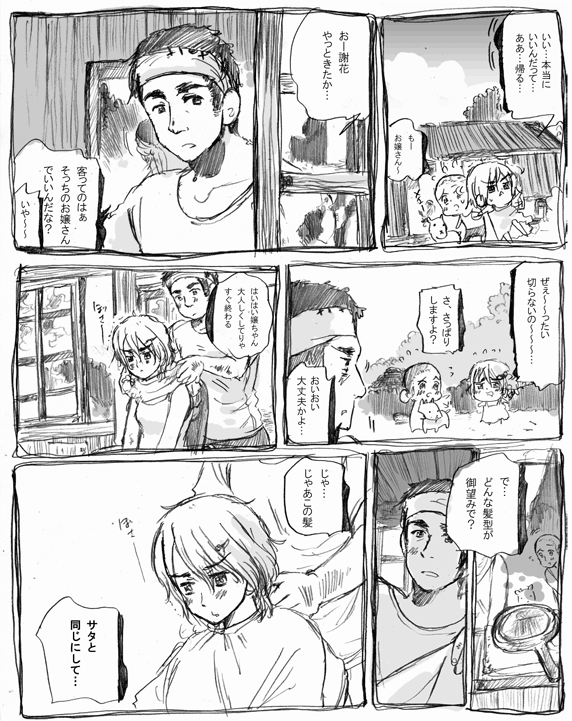 いい…本当に
いいんだって…
ああ…帰る…
もー
お嬢さん〜
おー謝花
やっときたか…
客ってのはぁ
そっちのお嬢さん
でいいんだな?
いや〜〜
ぜぇ〜〜ったい
切らないの〜〜〜〜…
さ、さっぱり
しますよ?
おいおい
大丈夫かよ…
はいはい嬢ちゃん
大人しくしてりゃ
すぐ終わる
で…
どんな髪型が
御望みで?
じゃ…
じゃあこの髪
サタと
同じにして…